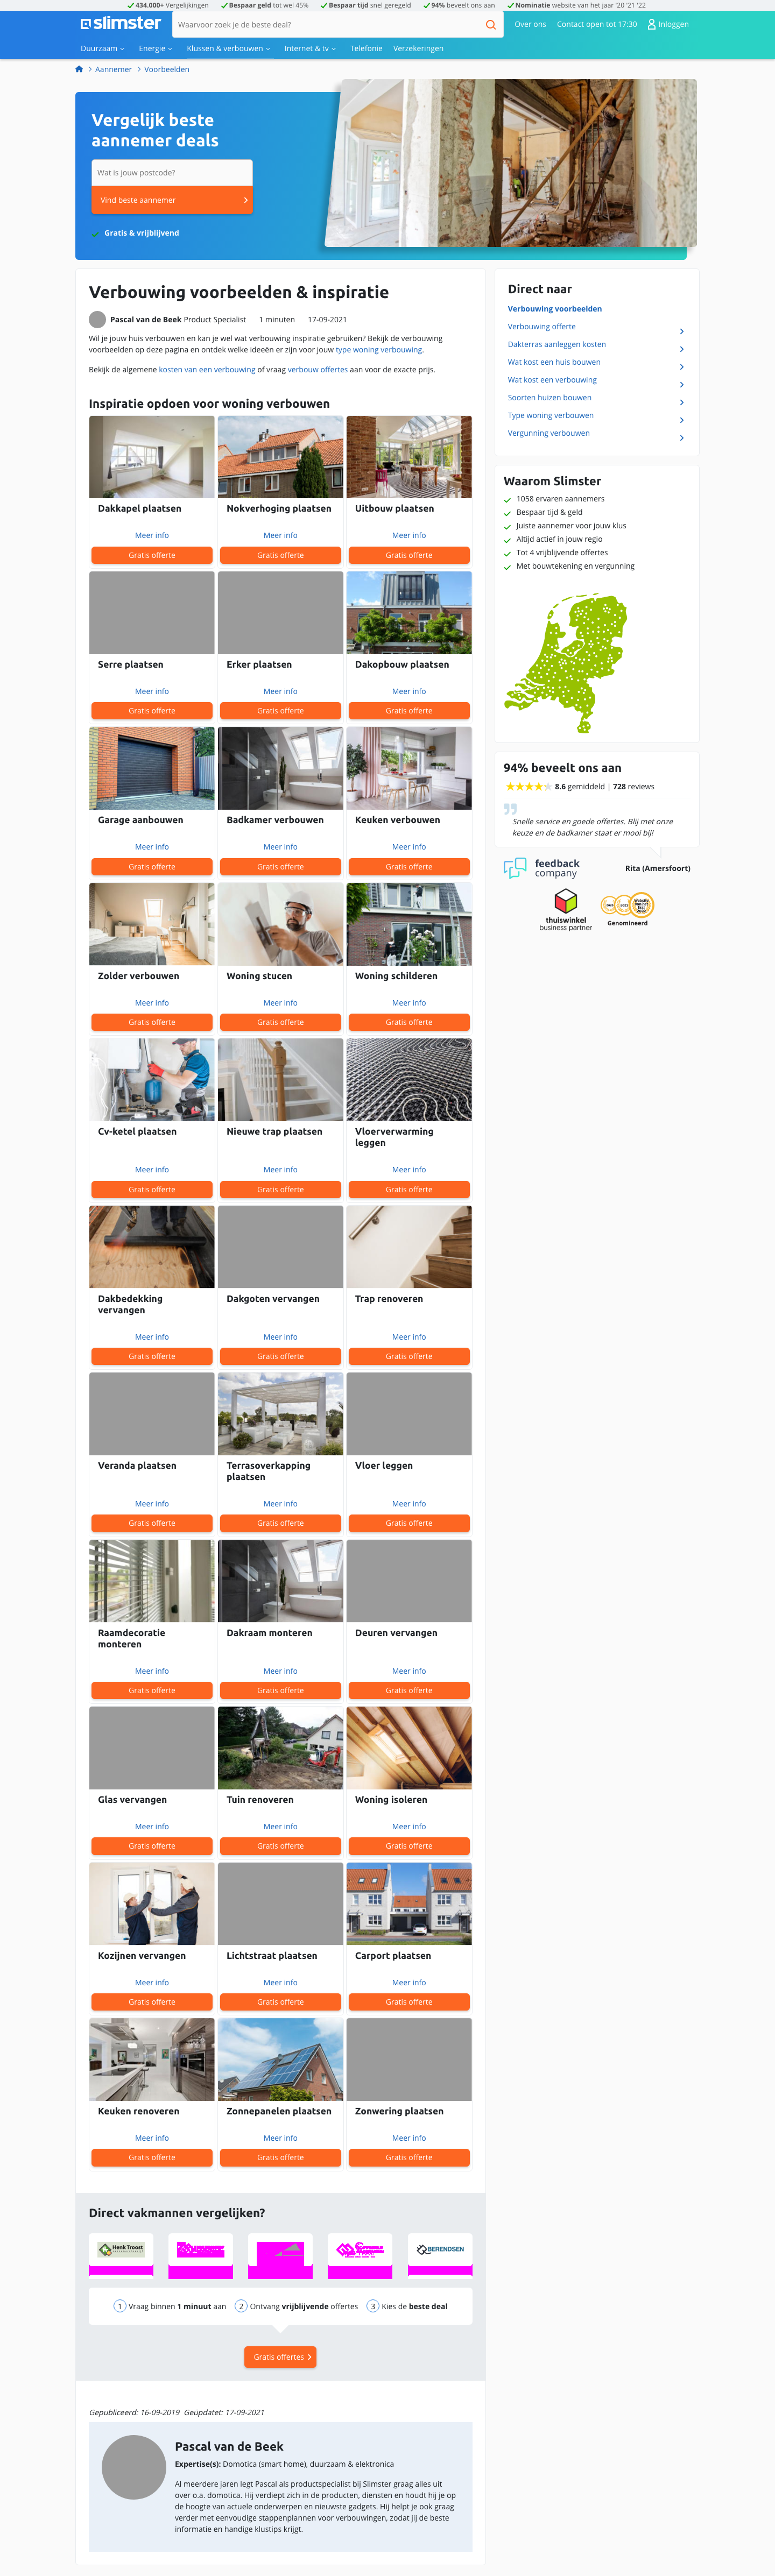 434.000+ Vergelijkingen
Bespaar geld tot wel 45%
Bespaar tijd snel geregeld
94% beveelt ons aan
Nominatie website van het jaar '20 '21 '22
slimster
Waarvoor zoek je de beste deal?
Over ons
Contact open tot 17:30
Inloggen
Duurzaam
Energie
Klussen & verbouwen
Internet & tv
Telefonie
Verzekeringen
Aannemer
Voorbeelden
Vergelijk beste
aannemer deals
Wat is jouw postcode?
Vind beste aannemer
Gratis & vrijblijvend
Verbouwing voorbeelden & inspiratie
Pascal van de Beek Product Specialist
1 minuten
17-09-2021
Wil je jouw huis verbouwen en kan je wel wat verbouwing inspiratie gebruiken? Bekijk de verbouwing
voorbeelden op deze pagina en ontdek welke ideeën er zijn voor jouw type woning verbouwing.
Bekijk de algemene kosten van een verbouwing of vraag verbouw offertes aan voor de exacte prijs.
Inspiratie opdoen voor woning verbouwen
Dakkapel plaatsen
Nokverhoging plaatsen
Uitbouw plaatsen
Meer info
Meer info
Meer info
Gratis offerte
Gratis offerte
Gratis offerte
Serre plaatsen
Erker plaatsen
Dakopbouw plaatsen
Meer info
Meer info
Meer info
Gratis offerte
Gratis offerte
Gratis offerte
Garage aanbouwen
Badkamer verbouwen
Keuken verbouwen
Meer info
Meer info
Meer info
Gratis offerte
Gratis offerte
Gratis offerte
Zolder verbouwen
Woning stucen
Woning schilderen
Meer info
Meer info
Meer info
Gratis offerte
Gratis offerte
Gratis offerte
Cv-ketel plaatsen
Nieuwe trap plaatsen
Vloerverwarming
leggen
Meer info
Meer info
Meer info
Gratis offerte
Gratis offerte
Gratis offerte
Dakbedekking
vervangen
Dakgoten vervangen
Trap renoveren
Meer info
Meer info
Meer info
Gratis offerte
Gratis offerte
Gratis offerte
Veranda plaatsen
Terrasoverkapping
plaatsen
Vloer leggen
Meer info
Meer info
Meer info
Gratis offerte
Gratis offerte
Gratis offerte
Raamdecoratie
monteren
Dakraam monteren
Deuren vervangen
Meer info
Meer info
Meer info
Gratis offerte
Gratis offerte
Gratis offerte
Glas vervangen
Tuin renoveren
Woning isoleren
Meer info
Meer info
Meer info
Gratis offerte
Gratis offerte
Gratis offerte
Kozijnen vervangen
Lichtstraat plaatsen
Carport plaatsen
Meer info
Meer info
Meer info
Gratis offerte
Gratis offerte
Gratis offerte
Keuken renoveren
Zonnepanelen plaatsen
Zonwering plaatsen
Meer info
Meer info
Meer info
Gratis offerte
Gratis offerte
Gratis offerte
Direct vakmannen vergelijken?
Henk Troost
BERENDSEN
1 Vraag binnen 1 minuut aan
2 Ontvang vrijblijvende offertes
3 Kies de beste deal
Gratis offertes
Gepubliceerd: 16-09-2019 Geüpdatet: 17-09-2021
Pascal van de Beek
Expertise(s): Domotica (smart home), duurzaam & elektronica
Al meerdere jaren legt Pascal als productspecialist bij Slimster graag alles uit
over o.a. domotica. Hij verdiept zich in de producten, diensten en houdt hij je op
de hoogte van actuele onderwerpen en nieuwste gadgets. Hij helpt je ook graag
verder met eenvoudige stappenplannen voor verbouwingen, zodat jij de beste
informatie en handige klustips krijgt.
Direct naar
Verbouwing voorbeelden
Verbouwing offerte
Dakterras aanleggen kosten
Wat kost een huis bouwen
Wat kost een verbouwing
Soorten huizen bouwen
Type woning verbouwen
Vergunning verbouwen
Waarom Slimster
1058 ervaren aannemers
Bespaar tijd & geld
Juiste aannemer voor jouw klus
Altijd actief in jouw regio
Tot 4 vrijblijvende offertes
Met bouwtekening en vergunning
94% beveelt ons aan
8.6 gemiddeld | 728 reviews
Snelle service en goede offertes. Blij met onze
keuze en de badkamer staat er mooi bij!
feedback
company
Rita (Amersfoort)
thuiswinkel
business partner
Genomineerd